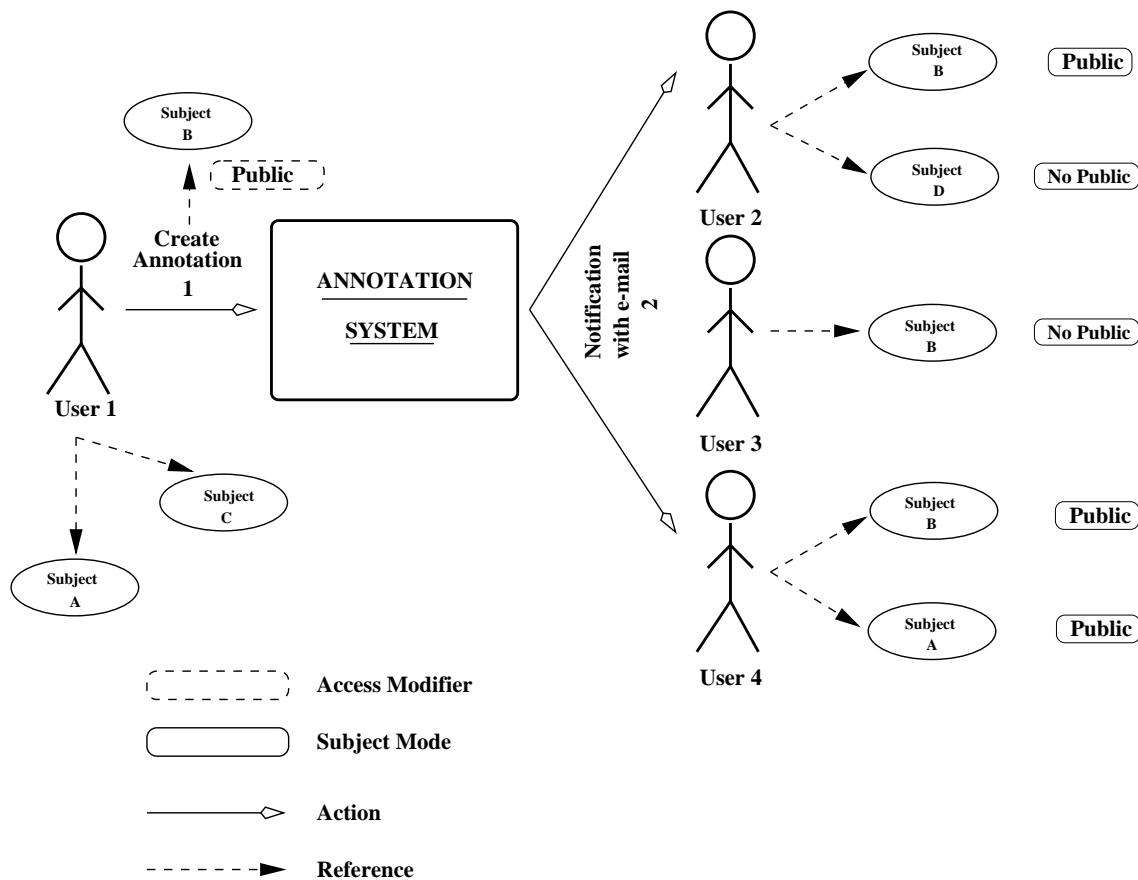 Subject
B
Public
Create
Annotation
1
User 1
Subject
C
Subject
A
ANNOTATION
SYSTEM
Notification
with e-mail
2
User 2
Subject
B
Public
Subject
D
No Public
User 3
Subject
B
No Public
User 4
Subject
B
Public
Subject
A
Public
Access Modifier
Subject Mode
Action
Reference